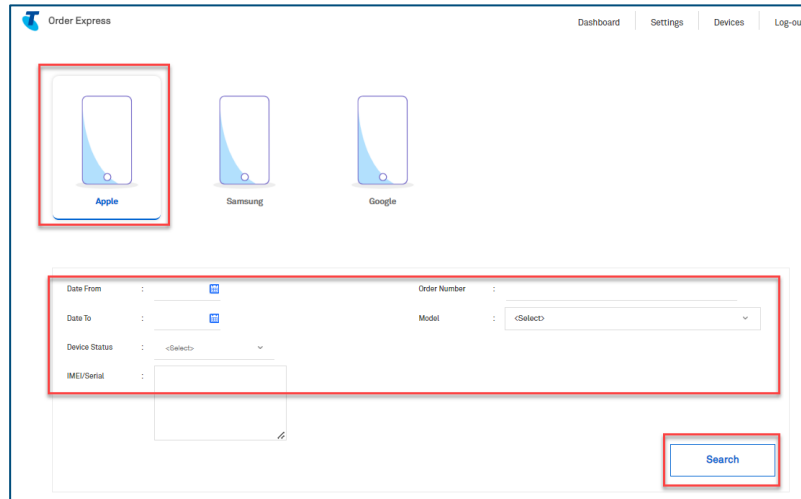 Order Express
Dashboard Settings Devices Log-ou
Apple Samsung Google
Date From : Order Number :
Date To : Model : <Select>
Device Status : <Select>
IMEI/Serial :
Search